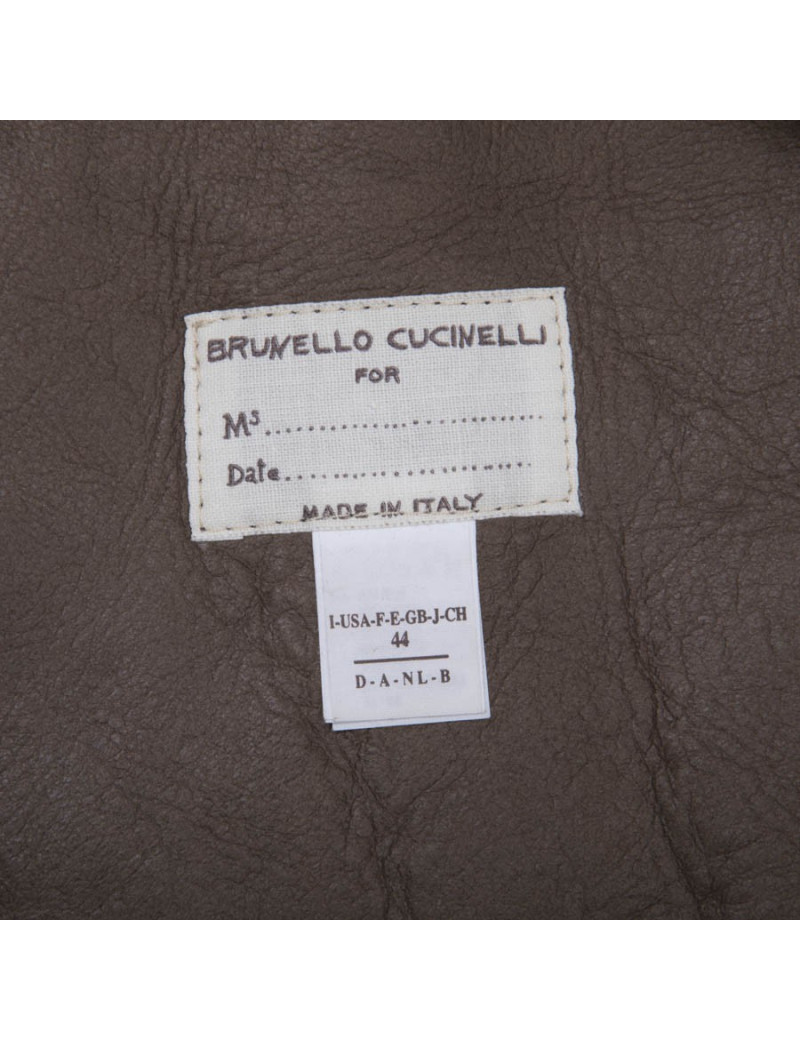 BRUNELLO CUCINELLI
FOR
Ms..............................
Date..............................
MADE IN ITALY
I-USA-F-E-GB-J-CH
44
D - A - NL - B